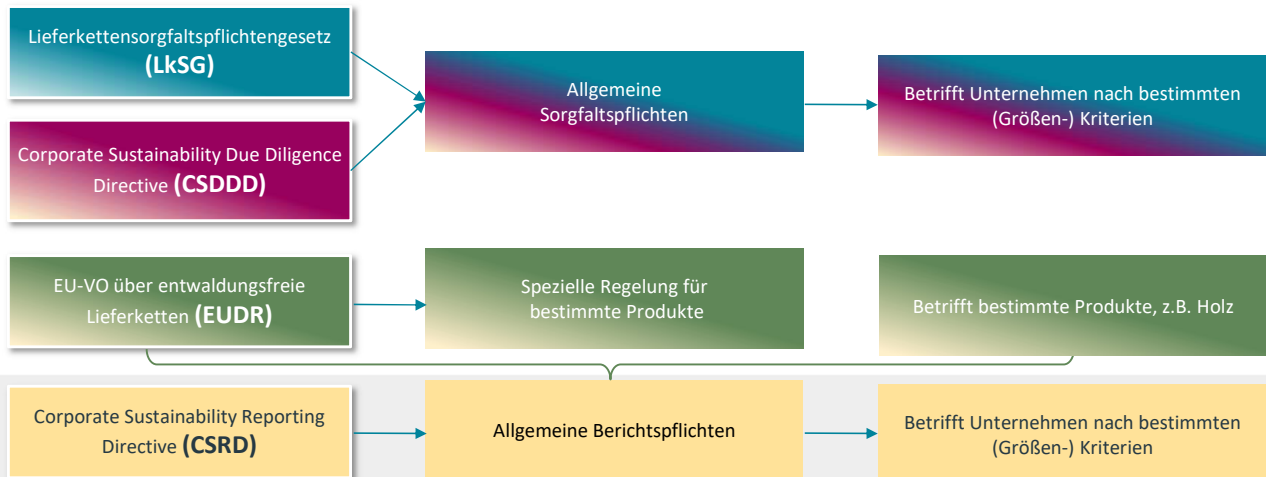 Lieferkettensorgfaltspflichtengesetz
(LkSG)
Allgemeine
Sorgfaltspflichten
Betrifft Unternehmen nach bestimmten
(Größen-) Kriterien
Corporate Sustainability Due Diligence
Directive (CSDDD)
EU-VO über entwaldungsfreie
Lieferketten (EUDR)
Spezielle Regelung für
bestimmte Produkte
Betrifft bestimmte Produkte, z.B. Holz
Corporate Sustainability Reporting
Directive (CSRD)
Allgemeine Berichtspflichten
Betrifft Unternehmen nach bestimmten
(Größen-) Kriterien